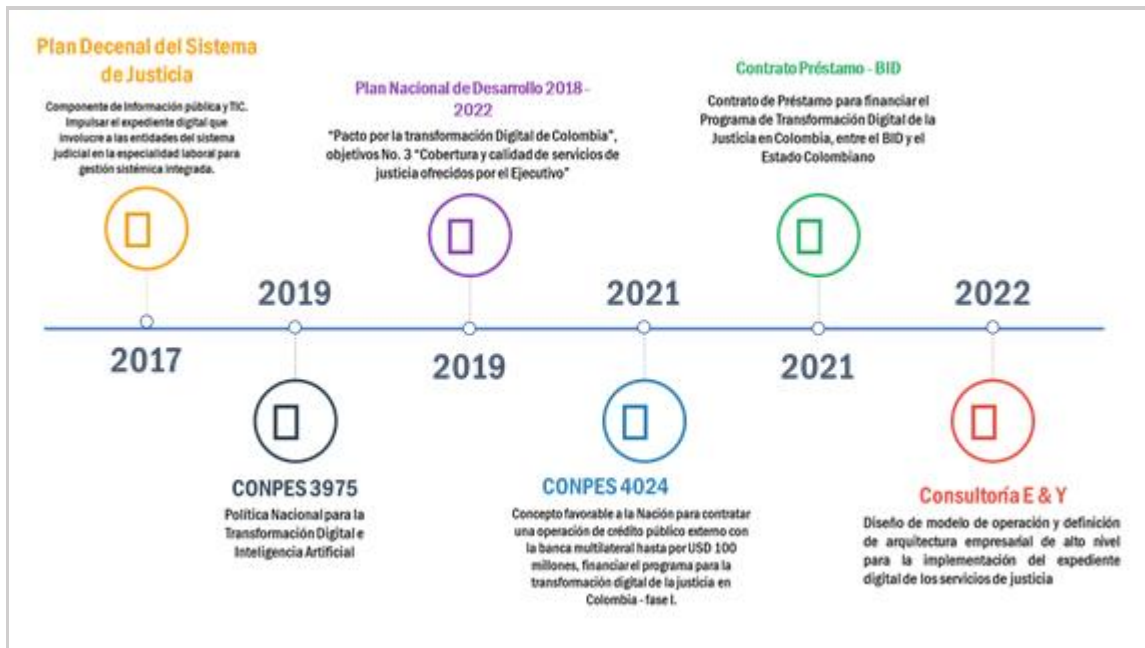 Plan Decenal del Sistema
de Justicia
Componente de Información pública y TIC.
Impulsar el expediente digital que
involucre a las entidades del sistema
judicial en la especialidad laboral para
gestión sistémica integrada.
2017
2019
CONPES 3975
Política Nacional para la
Transformación Digital e
Inteligencia Artificial
Plan Nacional de Desarrollo 2018 -
2022
"Pacto por la transformación Digital de Colombia",
objetivos No. 3 "Cobertura y calidad de servicios de
justicia ofrecidos por el Ejecutivo"
2019
2021
CONPES 4024
Concepto favorable a la Nación para contratar
una operación de crédito público externo con
la banca multilateral hasta por USD 100
millones, financiar el programa para la
transformación digital de la justicia en
Colombia - fase I.
Contrato Préstamo - BID
Contrato de Préstamo para financiar el
Programa de Transformación Digital de la
Justicia en Colombia, entre el BID y el
Estado Colombiano
2021
2022
Consultoría E & Y
Diseño de modelo de operación y definición
de arquitectura empresarial de alto nivel
para la implementación del expediente
digital de los servicios de justicia